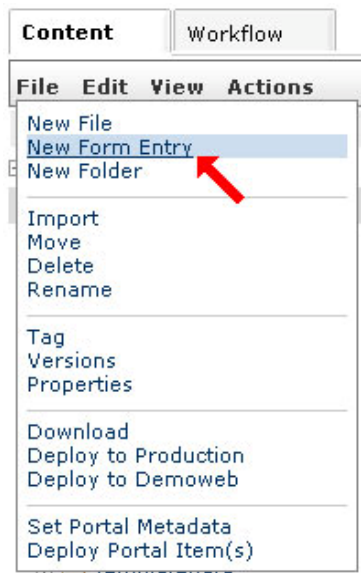 Content Workflow
File Edit View Actions
New File
New Form Entry
New Folder
Import
Move
Delete
Rename
Tag
Versions
Properties
Download
Deploy to Production
Deploy to Demoweb
Set Portal Metadata
Deploy Portal Item(s)